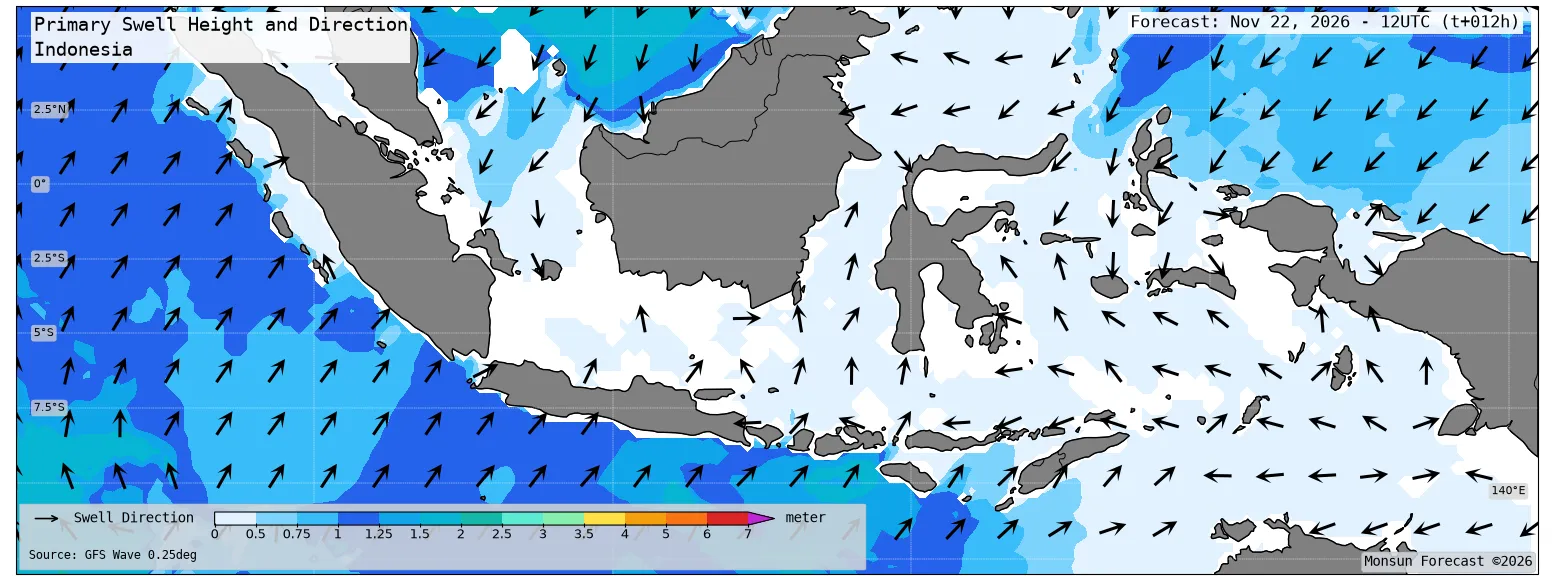 Primary Swell Height and Direction
Indonesia
Forecast: Nov 22, 2026 - 12UTC (t+012h)
2.5°N
0°
2.5°S
5°S
7.5°S
140°E
Swell Direction
0 0.5 0.75 1 1.25 1.5 2 2.5 3 3.5 4 5 6 7
meter
Source: GFS Wave 0.25deg
Monsun Forecast ©2026